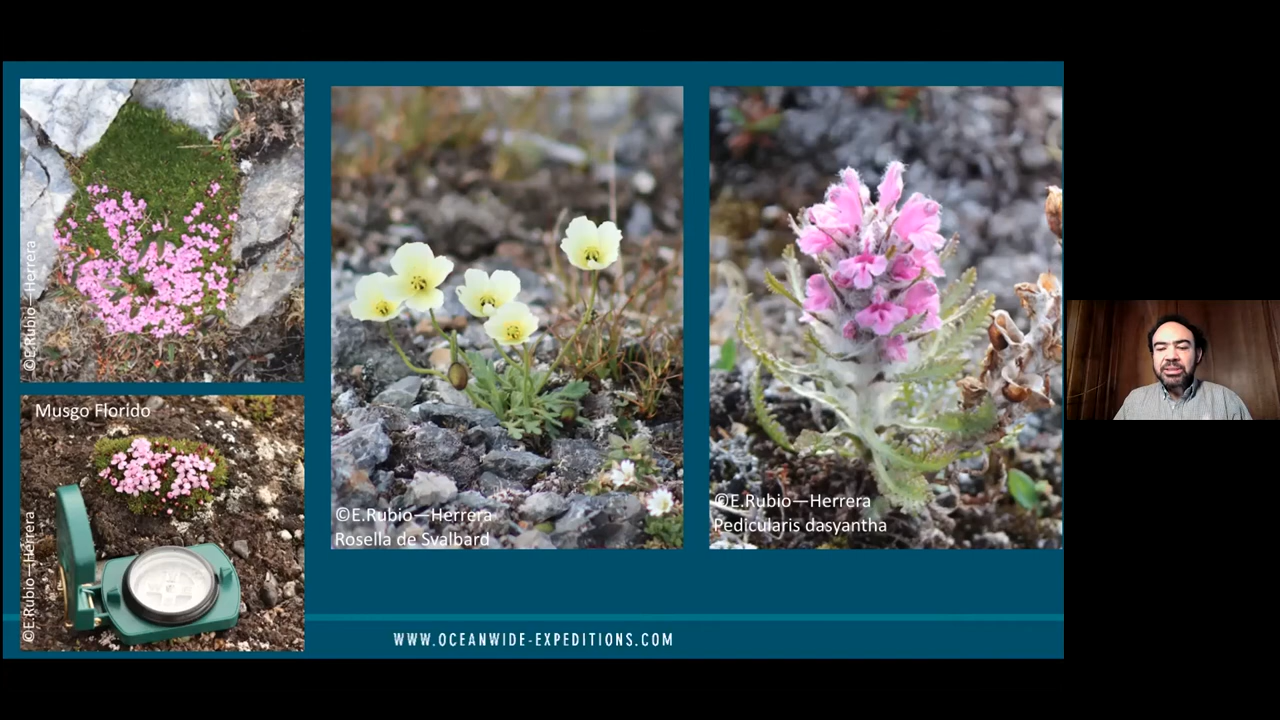 ©E.Rubio—Herrera
Musgo Florido
©E.Rubio—Herrera
©E.Rubio—Herrera
Rosella de Svalbard
©E.Rubio—Herrera
Pedicularis dasyantha
WWW.OCEANWIDE-EXPEDITIONS.COM